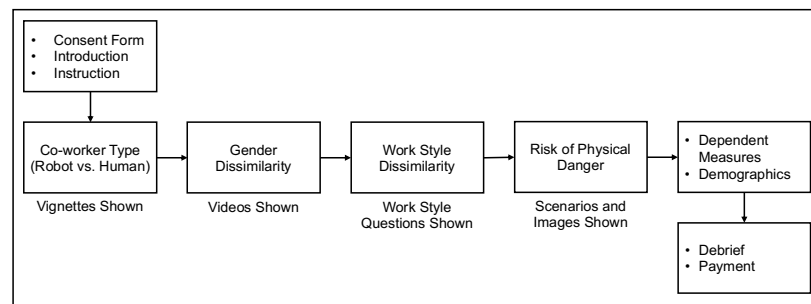 • Consent Form
• Introduction
• Instruction
Co-worker Type
(Robot vs. Human)
Vignettes Shown
Gender
Dissimilarity
Videos Shown
Work Style
Dissimilarity
Work Style
Questions Shown
Risk of Physical
Danger
Scenarios and
Images Shown
• Dependent
Measures
• Demographics
• Debrief
• Payment